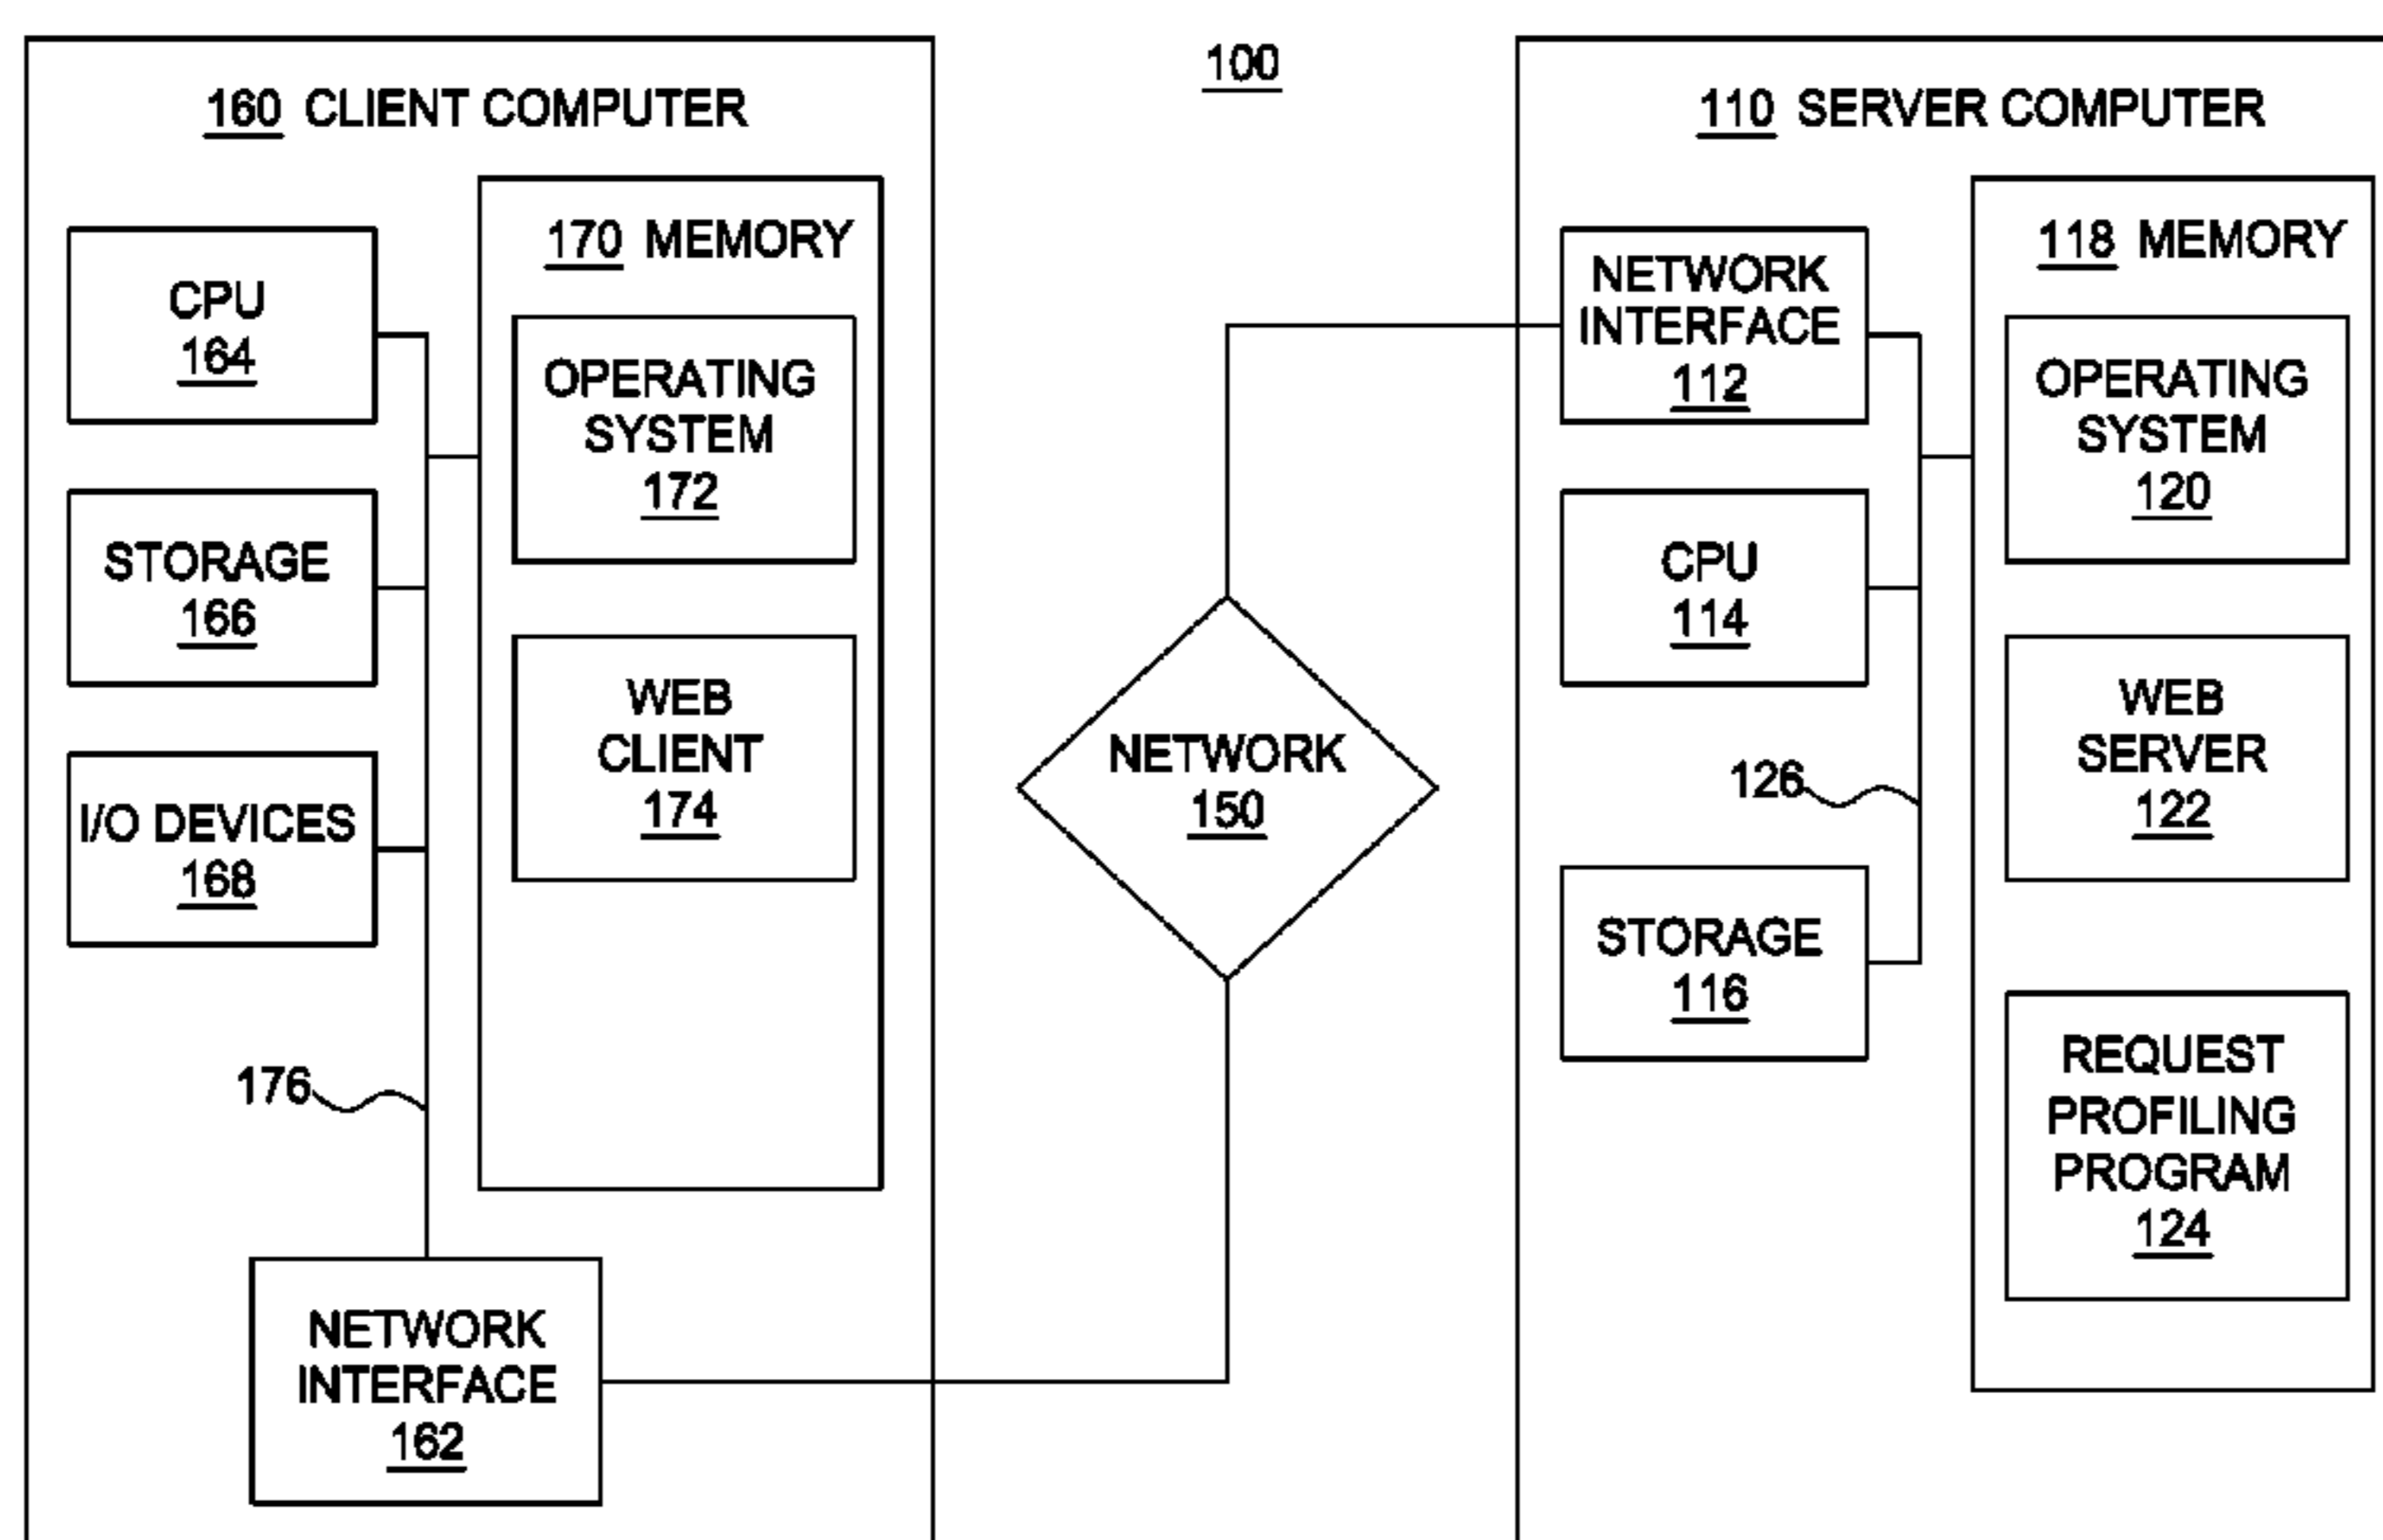 100
160 CLIENT COMPUTER
CPU
164
STORAGE
166
I/O DEVICES
168
170 MEMORY
OPERATING
SYSTEM
172
WEB
CLIENT
174
176
NETWORK
INTERFACE
162
NETWORK
150
110 SERVER COMPUTER
NETWORK
INTERFACE
112
CPU
114
126
STORAGE
116
118 MEMORY
OPERATING
SYSTEM
120
WEB
SERVER
122
REQUEST
PROFILING
PROGRAM
124